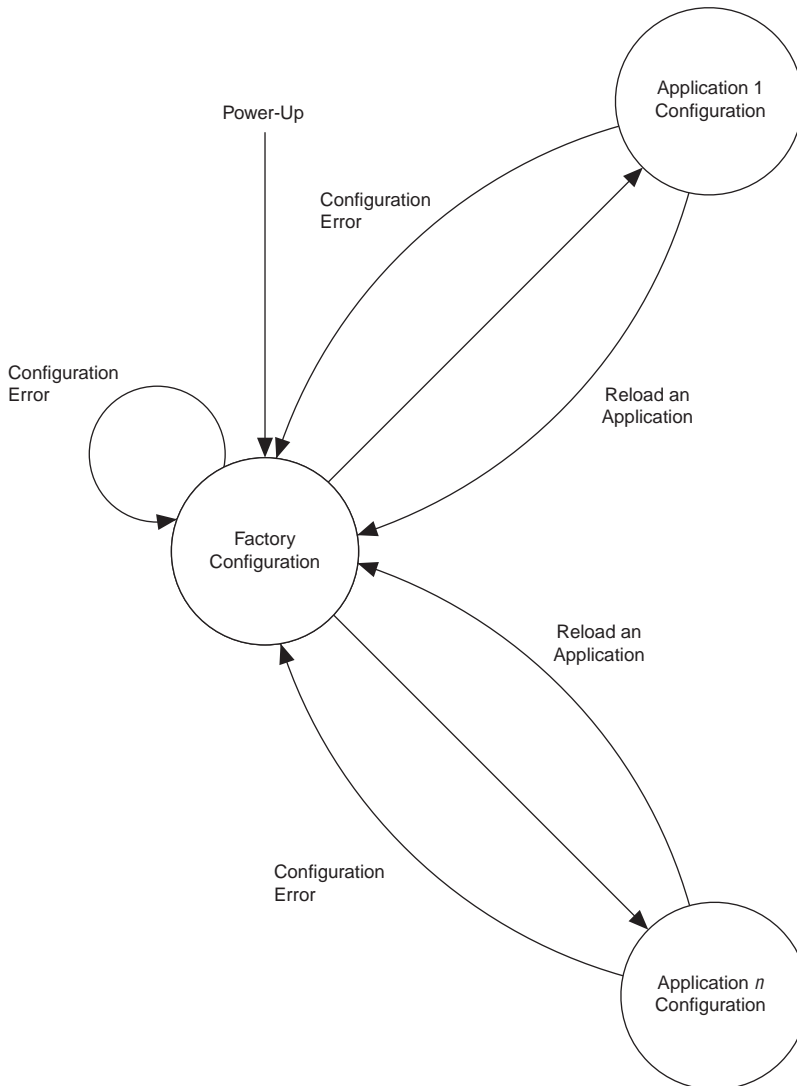 Application 1
Configuration
Power-Up
Configuration
Error
Configuration
Error
Reload an
Application
Factory
Configuration
Reload an
Application
Configuration
Error
Application n
Configuration